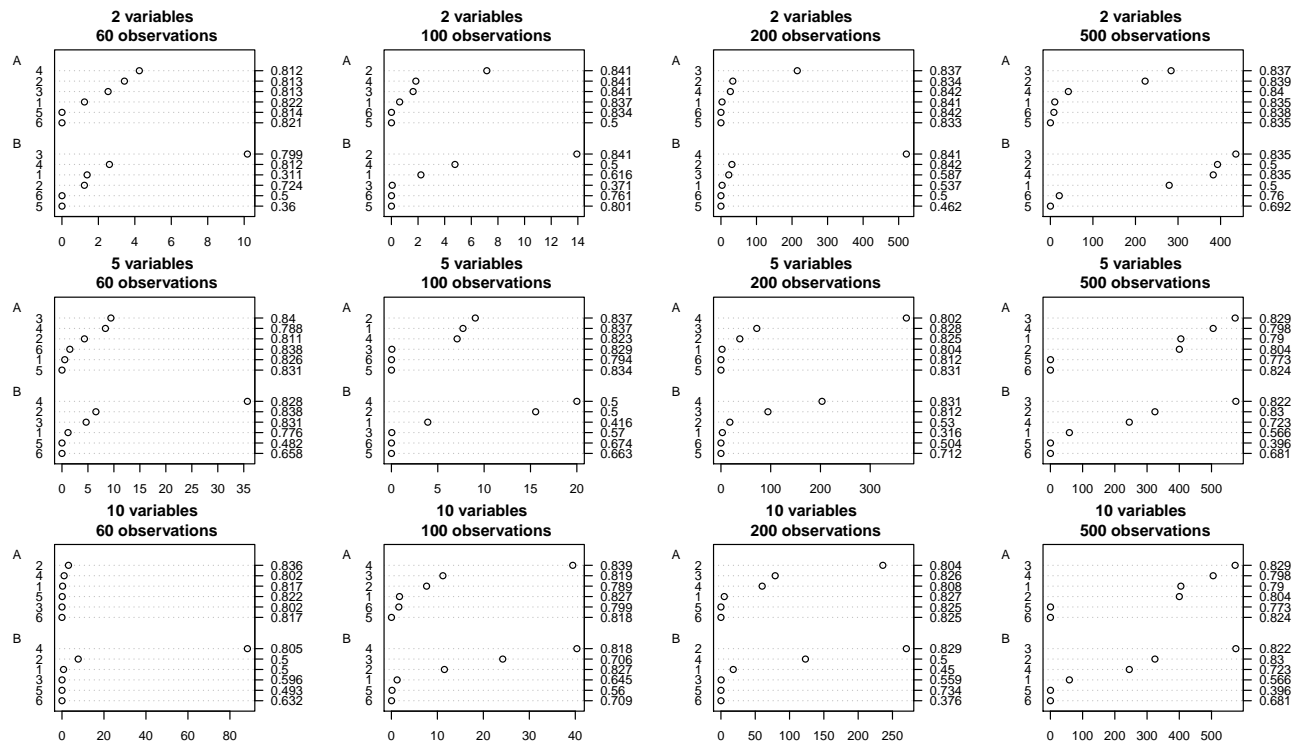 2 variables
60 observations
A
4 0.812
2 0.813
3 0.813
1 0.822
5 0.814
6 0.821
B
3 0.799
4 0.812
1 0.311
2 0.724
6 0.5
5 0.36
0 2 4 6 8 10
2 variables
100 observations
A
2 0.841
4 0.841
3 0.841
1 0.837
6 0.834
5 0.5
B
2 0.841
4 0.5
1 0.616
3 0.371
6 0.761
5 0.801
0 2 4 6 8 10 12 14
2 variables
200 observations
A
3 0.837
2 0.834
4 0.842
1 0.841
6 0.842
5 0.833
B
4 0.841
2 0.842
3 0.587
1 0.537
6 0.5
5 0.462
0 100 300 500
2 variables
500 observations
A
3 0.837
2 0.839
4 0.84
1 0.835
6 0.838
5 0.835
B
3 0.835
2 0.5
4 0.835
1 0.5
6 0.76
5 0.692
0 100 200 300 400
5 variables
60 observations
A
3 0.84
4 0.788
2 0.811
6 0.838
1 0.826
5 0.831
B
4 0.828
2 0.838
3 0.831
1 0.776
5 0.482
6 0.658
0 5 10 15 20 25 30 35
5 variables
100 observations
A
2 0.837
1 0.837
4 0.823
3 0.829
6 0.794
5 0.834
B
4 0.5
2 0.5
1 0.416
3 0.57
6 0.674
5 0.663
0 5 10 15 20
5 variables
200 observations
A
4 0.802
3 0.828
2 0.825
1 0.804
6 0.812
5 0.831
B
4 0.831
3 0.812
2 0.53
1 0.316
5 0.504
6 0.712
0 100 200 300
5 variables
500 observations
A
3 0.829
4 0.798
1 0.79
2 0.804
5 0.773
6 0.824
B
3 0.822
2 0.83
4 0.723
1 0.566
5 0.396
6 0.681
0 100 200 300 400 500
10 variables
60 observations
A
2 0.836
4 0.802
1 0.817
5 0.822
3 0.802
6 0.817
B
4 0.805
2 0.5
1 0.5
3 0.596
5 0.493
6 0.632
0 20 40 60 80
10 variables
100 observations
A
4 0.839
3 0.819
2 0.789
1 0.827
6 0.799
5 0.818
B
4 0.818
3 0.706
2 0.827
1 0.645
5 0.56
6 0.709
0 10 20 30 40
10 variables
200 observations
A
2 0.804
3 0.826
4 0.808
1 0.827
5 0.825
6 0.825
B
4 0.829
2 0.5
1 0.45
3 0.559
5 0.734
6 0.376
0 50 100 150 200 250
10 variables
500 observations
A
3 0.829
4 0.798
1 0.79
2 0.804
5 0.773
6 0.824
B
3 0.822
2 0.83
4 0.723
1 0.566
5 0.396
6 0.681
0 100 200 300 400 500